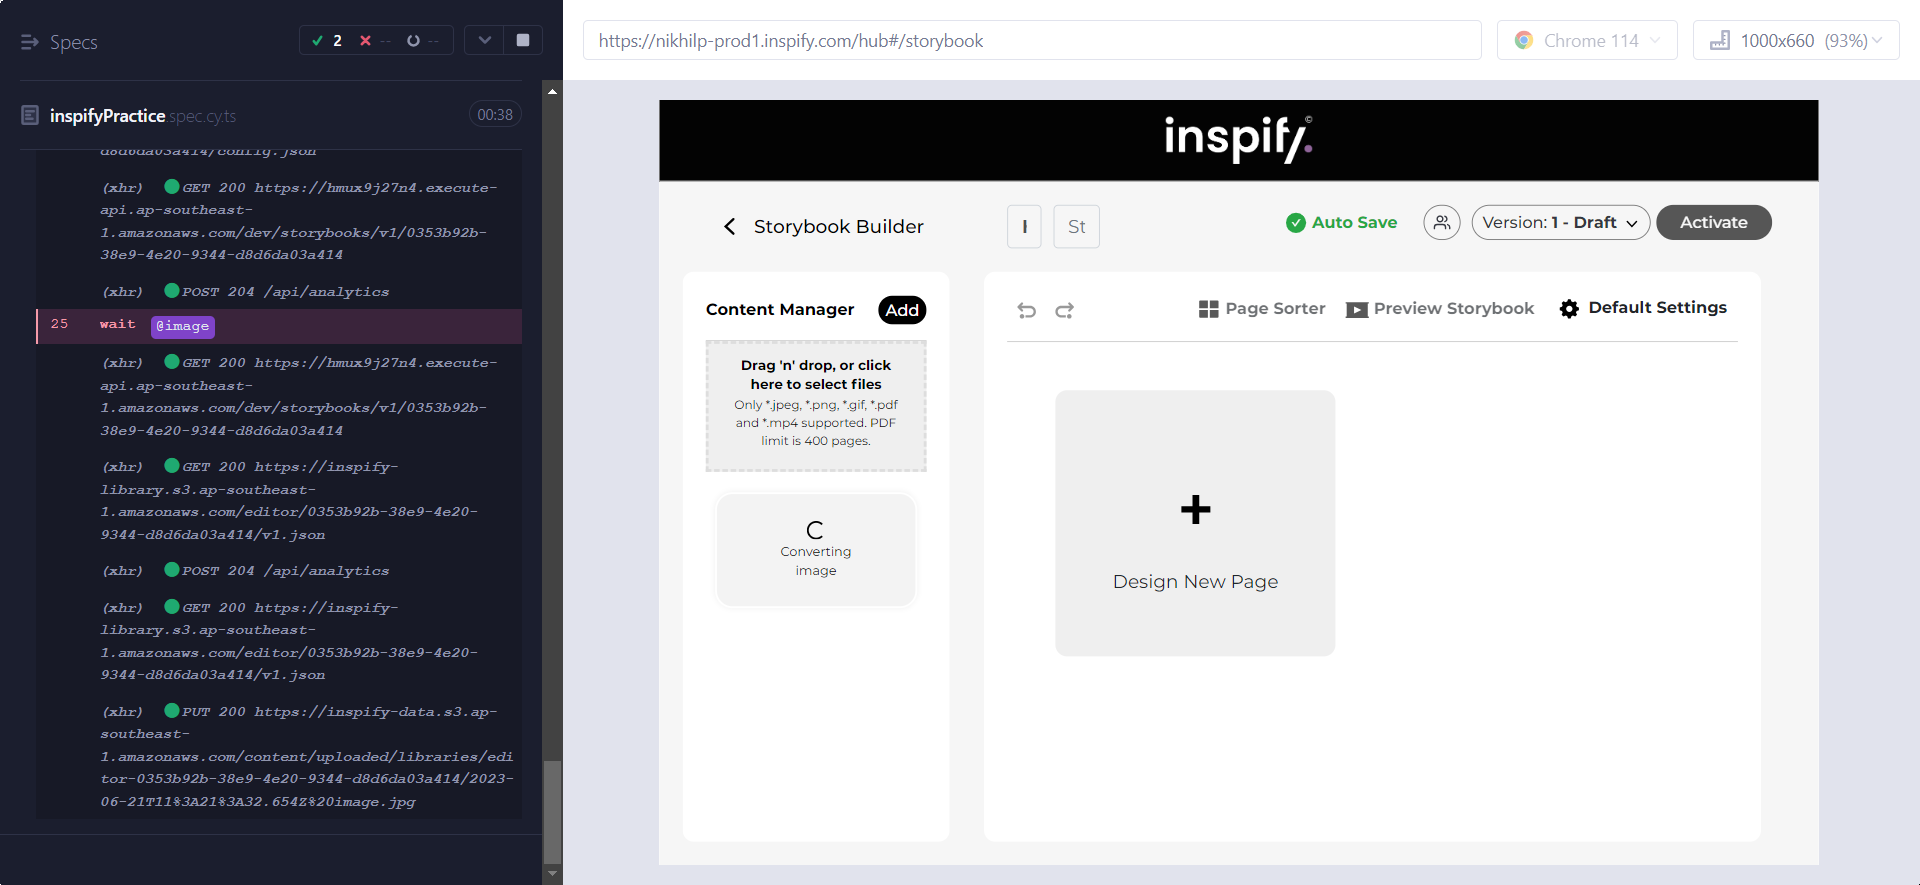 Specs
2
--
--
https://nikhilp-prod1.inspify.com/hub#/storybook
Chrome 114
1000x660 (93%)
inspifyPractice spec.cy.ts
00:38
d8d6da03a414/config.json
(xhr) GET 200 https://hmux9j27n4.execute-
api.ap-southeast-
1.amazonaws.com/dev/storybooks/v1/0353b92b-
38e9-4e20-9344-d8d6da03a414
(xhr) POST 204 /api/analytics
25 wait @image
(xhr) GET 200 https://hmux9j27n4.execute-
api.ap-southeast-
1.amazonaws.com/dev/storybooks/v1/0353b92b-
38e9-4e20-9344-d8d6da03a414
(xhr) GET 200 https://inspify-
library.s3.ap-southeast-
1.amazonaws.com/editor/0353b92b-38e9-4e20-
9344-d8d6da03a414/v1.json
(xhr) POST 204 /api/analytics
(xhr) GET 200 https://inspify-
library.s3.ap-southeast-
1.amazonaws.com/editor/0353b92b-38e9-4e20-
9344-d8d6da03a414/v1.json
(xhr) PUT 200 https://inspify-data.s3.ap-
southeast-
1.amazonaws.com/content/uploaded/libraries/edi
tor-0353b92b-38e9-4e20-9344-d8d6da03a414/2023-
06-21T11%3A21%3A32.654Z%20image.jpg
inspify.©
Storybook Builder
St
Auto Save
Version: 1 - Draft
Activate
Content Manager
Add
Drag 'n' drop, or click
here to select files
Only *.jpeg, *.png, *.gif, *.pdf
and *.mp4 supported. PDF
limit is 400 pages.
Converting
image
Page Sorter
Preview Storybook
Default Settings
Design New Page